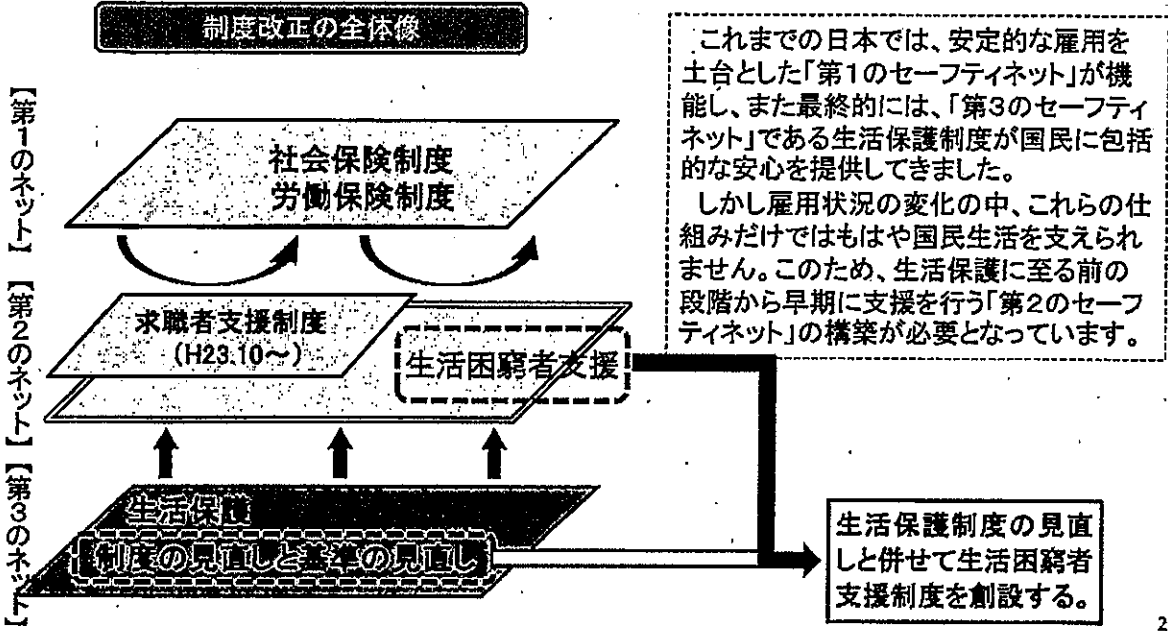 制度改正の全体像
これまでの日本では、安定的な雇用を
土台とした「第1のセーフティネット」が機
能し、また最終的には、「第3のセーフティ
ネット」である生活保護制度が国民に包括
的な安心を提供してきました。
しかし雇用状況の変化の中、これらの仕
組みだけではもはや国民生活を支えられ
ません。このため、生活保護に至る前の
段階から早期に支援を行う「第2のセーフ
ティネット」の構築が必要となっています。
【第1のネット】
社会保険制度
労働保険制度
【第2のネット】
求職者支援制度
(H23.10～)
生活困窮者支援
【第3のネット】
生活保護
制度の見直しと基準の見直し
生活保護制度の見直
しと併せて生活困窮者
支援制度を創設する。
2